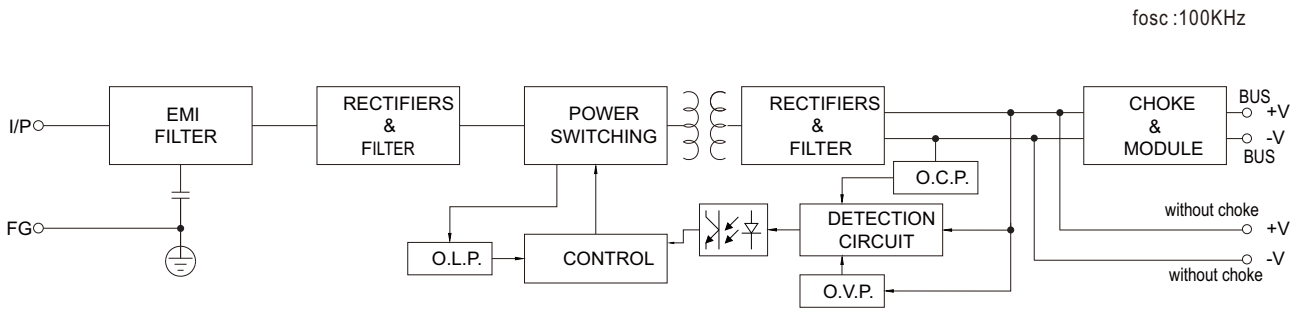 fosc :100KHz
I/P
EMI
FILTER
RECTIFIERS
&
FILTER
POWER
SWITCHING
RECTIFIERS
&
FILTER
CHOKE
&
MODULE
BUS
+V
-V
BUS
O.C.P.
FG
O.L.P.
CONTROL
DETECTION
CIRCUIT
O.V.P.
without choke
+V
-V
without choke